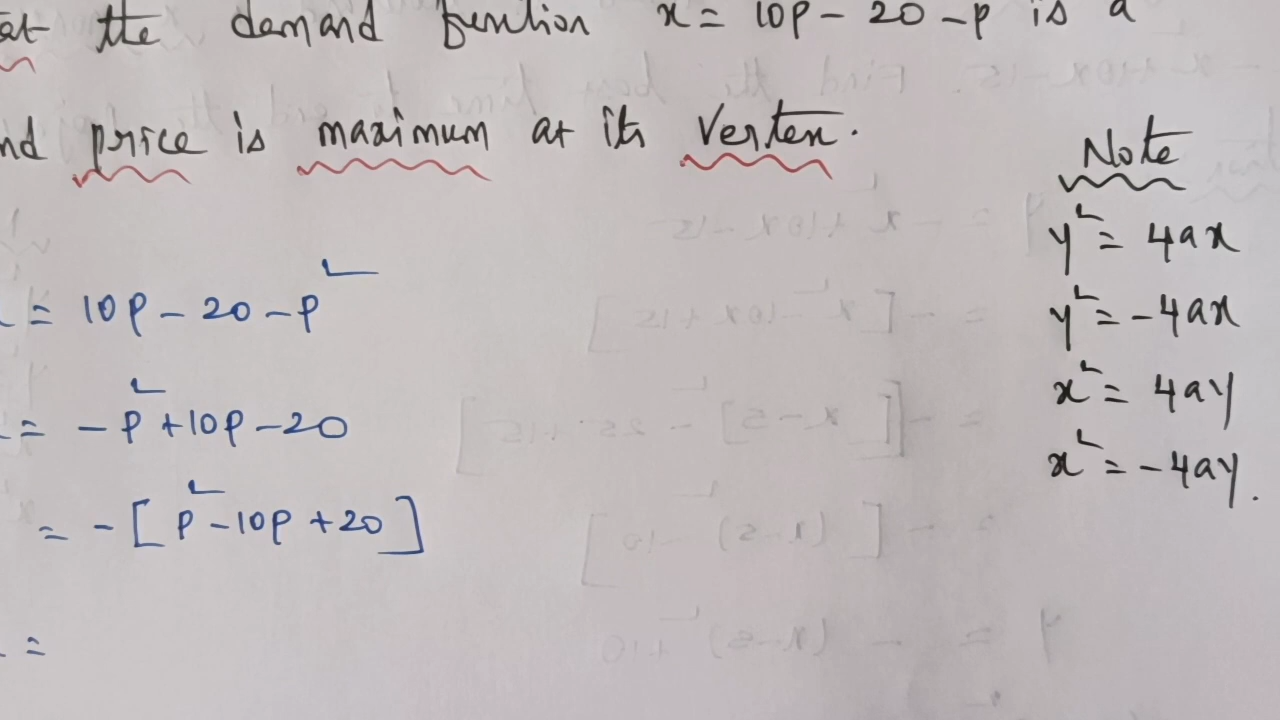 at the demand funtion x = 10p - 20 - p is a
nd price is maximum at its Vertex.
Note
y² = 4ax
y² = -4ax
x² = 4ay
x² = -4ay.
= 10p - 20 - p²
= -p² + 10p - 20
= -[p² - 10p + 20]
=